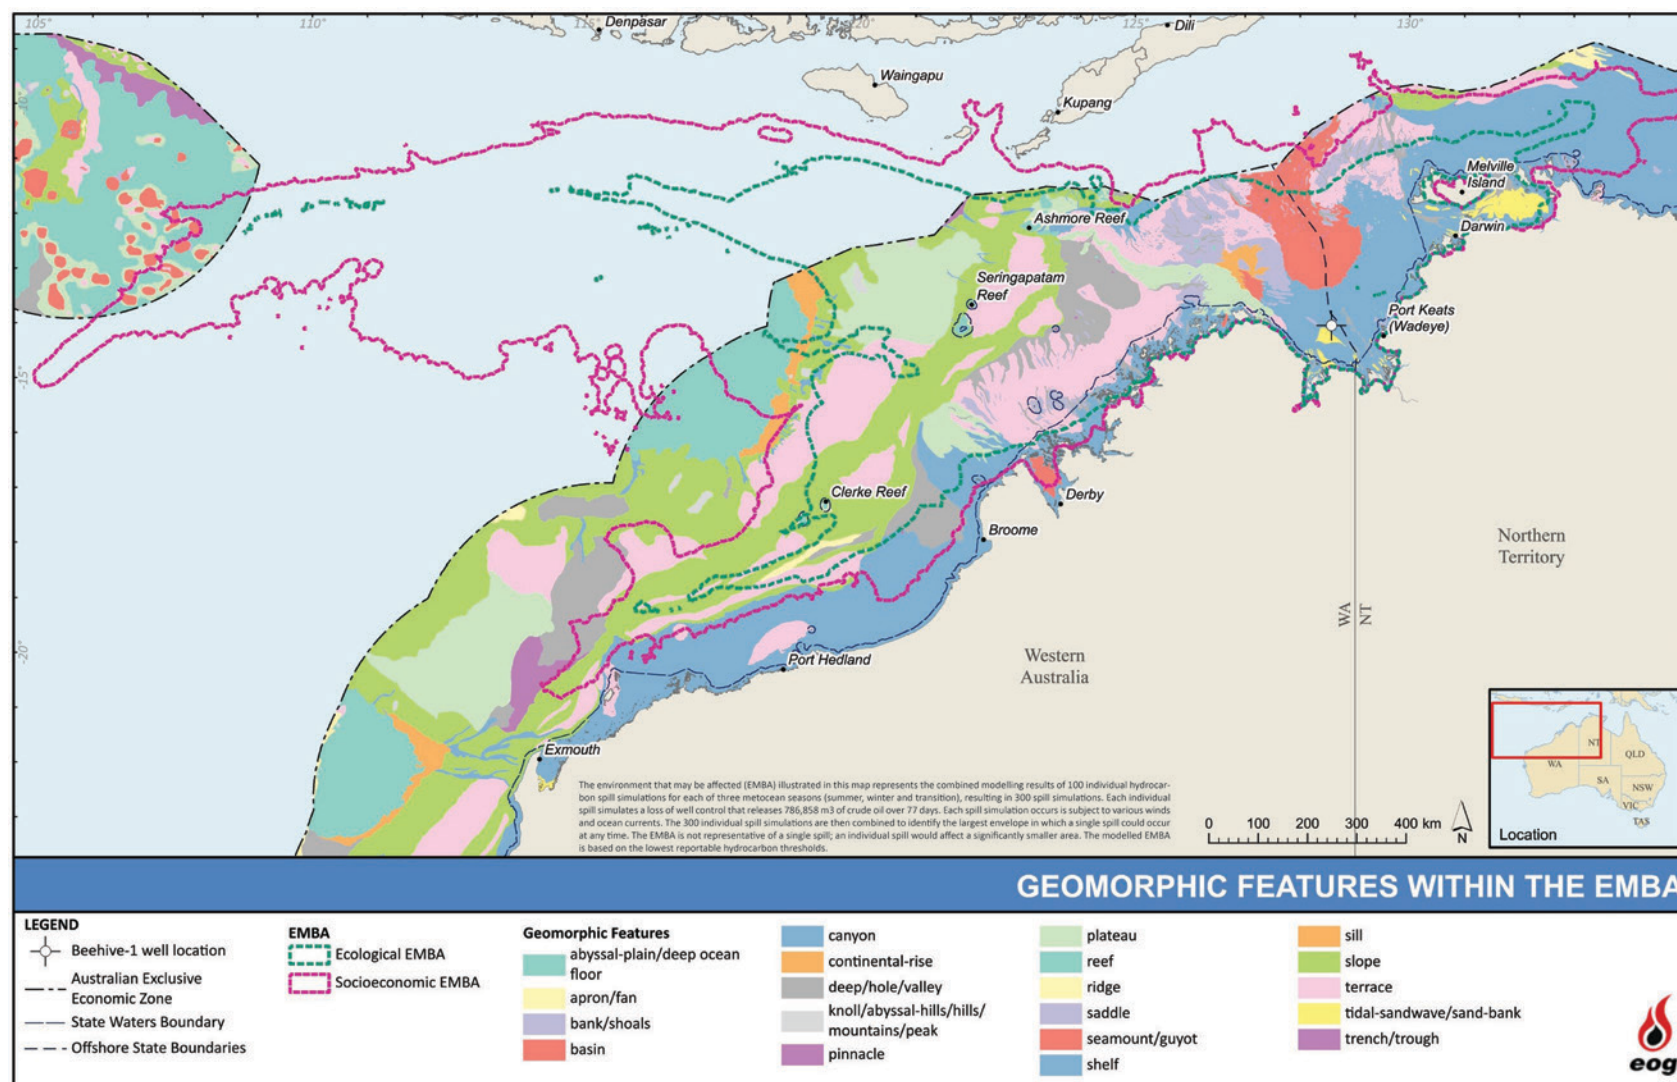 105°
110°
115°
120°
125°
130°
Denpasar
Dili
Waingapu
Kupang
10°
Melville
Island
Ashmore Reef
Darwin
Seringapatam
Reef
Port Keats
(Wadeye)
-15°
Clerke Reef
Derby
Broome
Northern
Territory
WA
NT
-20°
Port Hedland
Western
Australia
Exmouth
The environment that may be affected (EMBA) illustrated in this map represents the combined modelling results of 100 individual hydrocar-
bon spill simulations for each of three metocean seasons (summer, winter and transition), resulting in 300 spill simulations. Each individual
spill simulates a loss of well control that releases 786,858 m3 of crude oil over 77 days. Each spill simulation occurs is subject to various winds
and ocean currents. The 300 individual spill simulations are then combined to identify the largest envelope in which a single spill could occur
at any time. The EMBA is not representative of a single spill; an individual spill would affect a significantly smaller area. The modelled EMBA
is based on the lowest reportable hydrocarbon thresholds.
0 100 200 300 400 km
N
WA
NT
QLD
SA
NSW
VIC
TAS
Location
GEOMORPHIC FEATURES WITHIN THE EMBA
LEGEND
Beehive-1 well location
Australian Exclusive
Economic Zone
State Waters Boundary
Offshore State Boundaries
EMBA
Ecological EMBA
Socioeconomic EMBA
Geomorphic Features
abyssal-plain/deep ocean
floor
apron/fan
bank/shoals
basin
canyon
continental-rise
deep/hole/valley
knoll/abyssal-hills/hills/
mountains/peak
pinnacle
plateau
reef
ridge
saddle
seamount/guyot
shelf
sill
slope
terrace
tidal-sandwave/sand-bank
trench/trough
eog